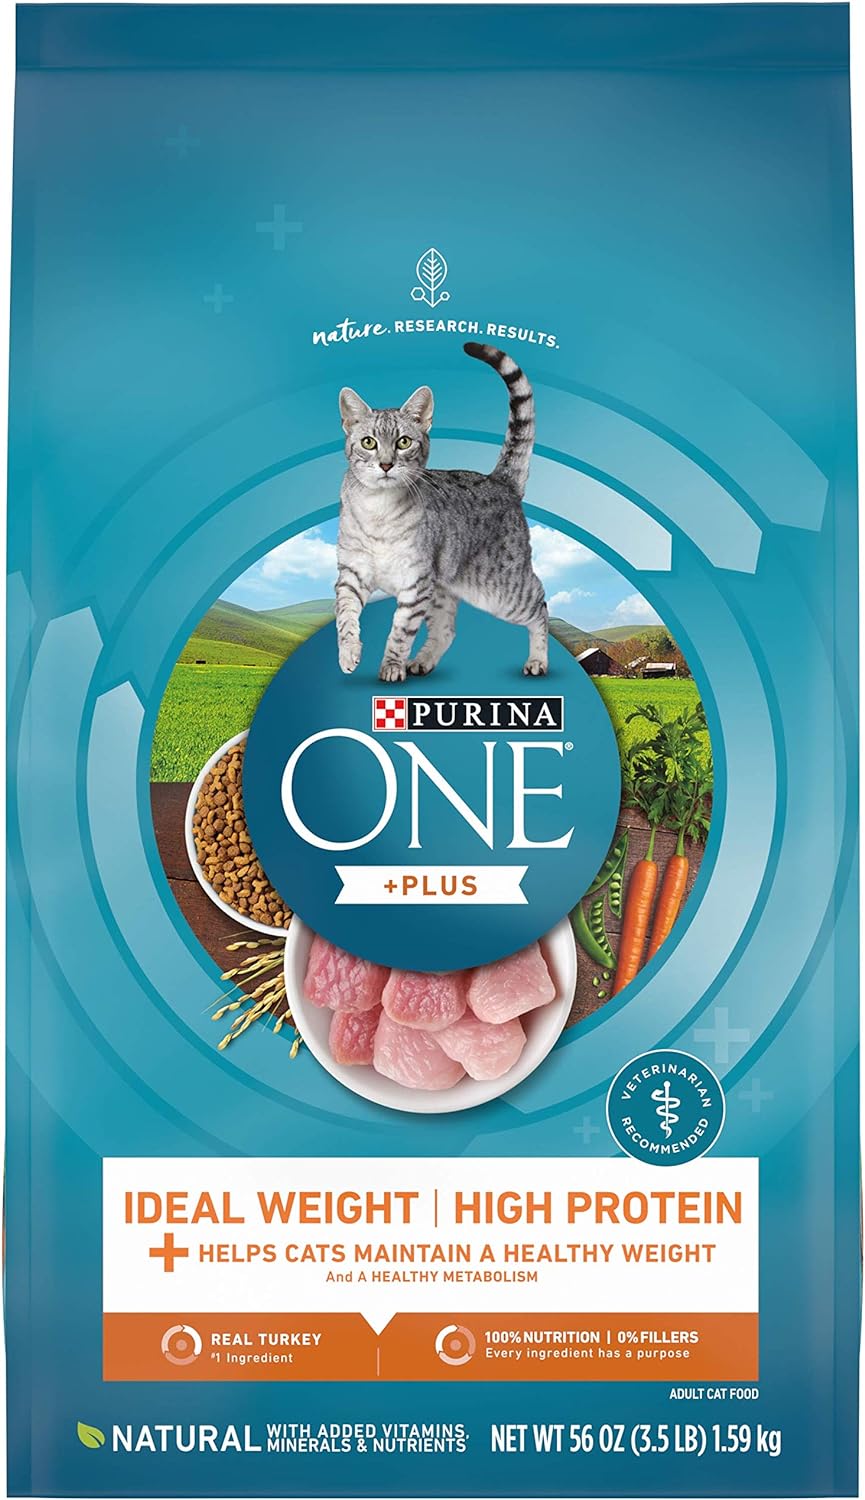 nature. RESEARCH. RESULTS.
PURINA
ONE®
+PLUS
VETERINARIAN
RECOMMENDED
IDEAL WEIGHT | HIGH PROTEIN
+ HELPS CATS MAINTAIN A HEALTHY WEIGHT
And A HEALTHY METABOLISM
REAL TURKEY
#1 Ingredient
100% NUTRITION | 0% FILLERS
Every ingredient has a purpose
ADULT CAT FOOD
NATURAL WITH ADDED VITAMINS,
MINERALS & NUTRIENTS
NET WT 56 OZ (3.5 LB) 1.59 kg